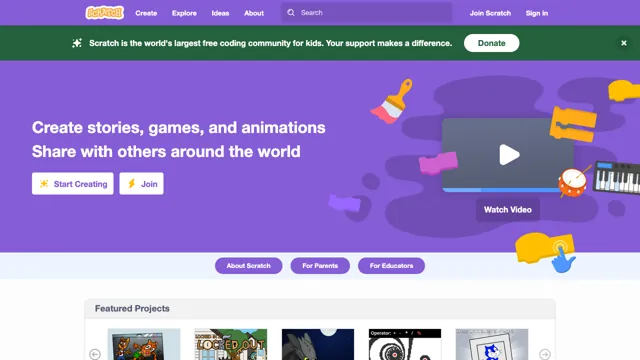 SCRATCH
Create
Explore
Ideas
About
Search
Join Scratch
Sign in
Scratch is the world's largest free coding community for kids. Your support makes a difference.
Donate
Create stories, games, and animations
Share with others around the world
Start Creating
Join
Watch Video
About Scratch
For Parents
For Educators
Featured Projects
LOCKED OUT
Operator: + - * / %